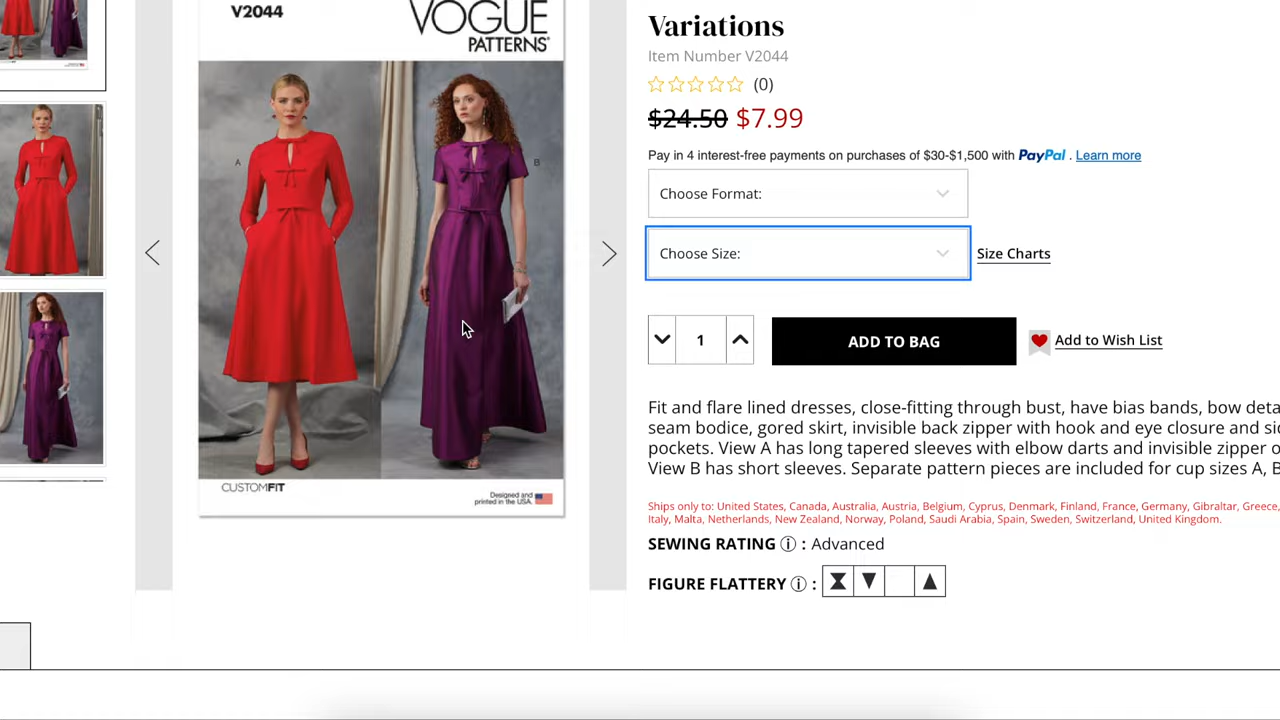 V2044
VOGUE
PATTERNS
A
B
CUSTOMFIT
Designed and
printed in the USA.
Variations
Item Number V2044
(0)
$24.50 $7.99
Pay in 4 interest-free payments on purchases of $30-$1,500 with PayPal . Learn more
Choose Format:
Choose Size:
Size Charts
1
ADD TO BAG
Add to Wish List
Fit and flare lined dresses, close-fitting through bust, have bias bands, bow deta
seam bodice, gored skirt, invisible back zipper with hook and eye closure and sid
pockets. View A has long tapered sleeves with elbow darts and invisible zipper o
View B has short sleeves. Separate pattern pieces are included for cup sizes A, B
Ships only to: United States, Canada, Australia, Austria, Belgium, Cyprus, Denmark, Finland, France, Germany, Gibraltar, Greece,
Italy, Malta, Netherlands, New Zealand, Norway, Poland, Saudi Arabia, Spain, Sweden, Switzerland, United Kingdom.
SEWING RATING ⓘ : Advanced
FIGURE FLATTERY ⓘ :